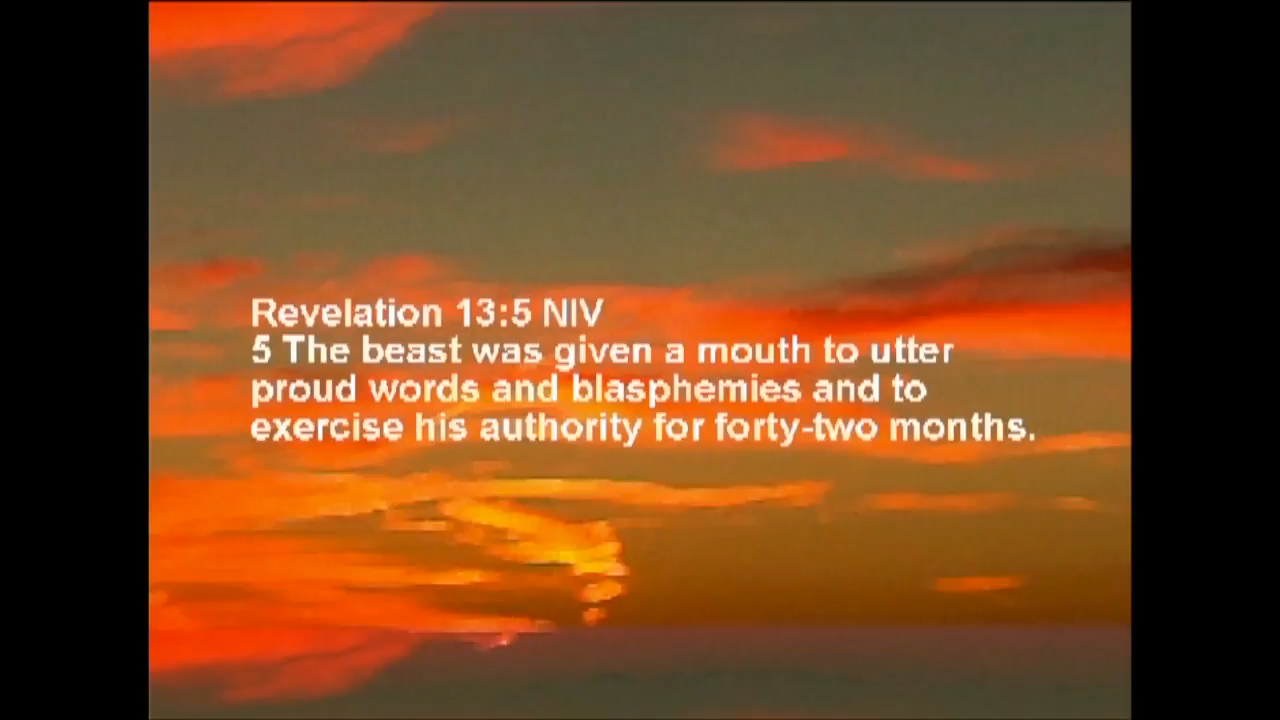 Revelation 13:5 NIV
5 The beast was given a mouth to utter
proud words and blasphemies and to
exercise his authority for forty-two months.